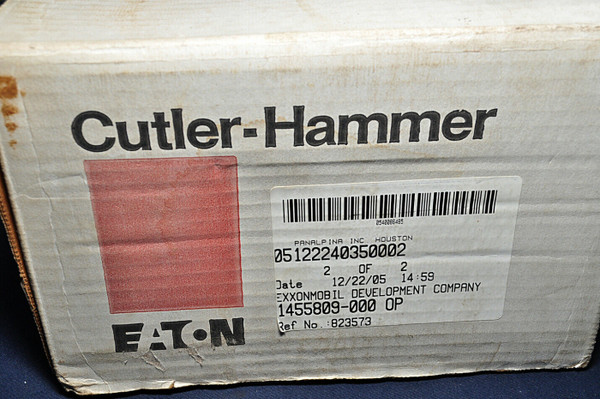 Cutler-Hammer
EATON
0940086485
PANALPINA INC HOUSTON
05122240350002
2 OF 2
Date 12/22/05 14:59
EXXONMOBIL DEVELOPMENT COMPANY
1455809-000 OP
Ref No. :823573